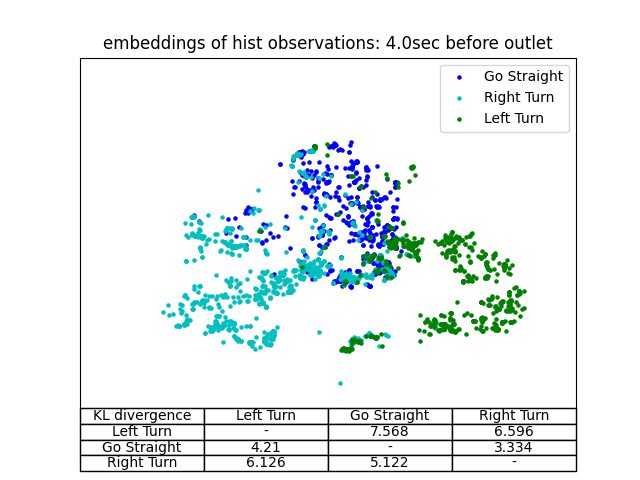 embeddings of hist observations: 4.0sec before outlet
Go Straight
Right Turn
Left Turn
KL divergence Left Turn Go Straight Right Turn
Left Turn - 7.568 6.596
Go Straight 4.21 - 3.334
Right Turn 6.126 5.122 -